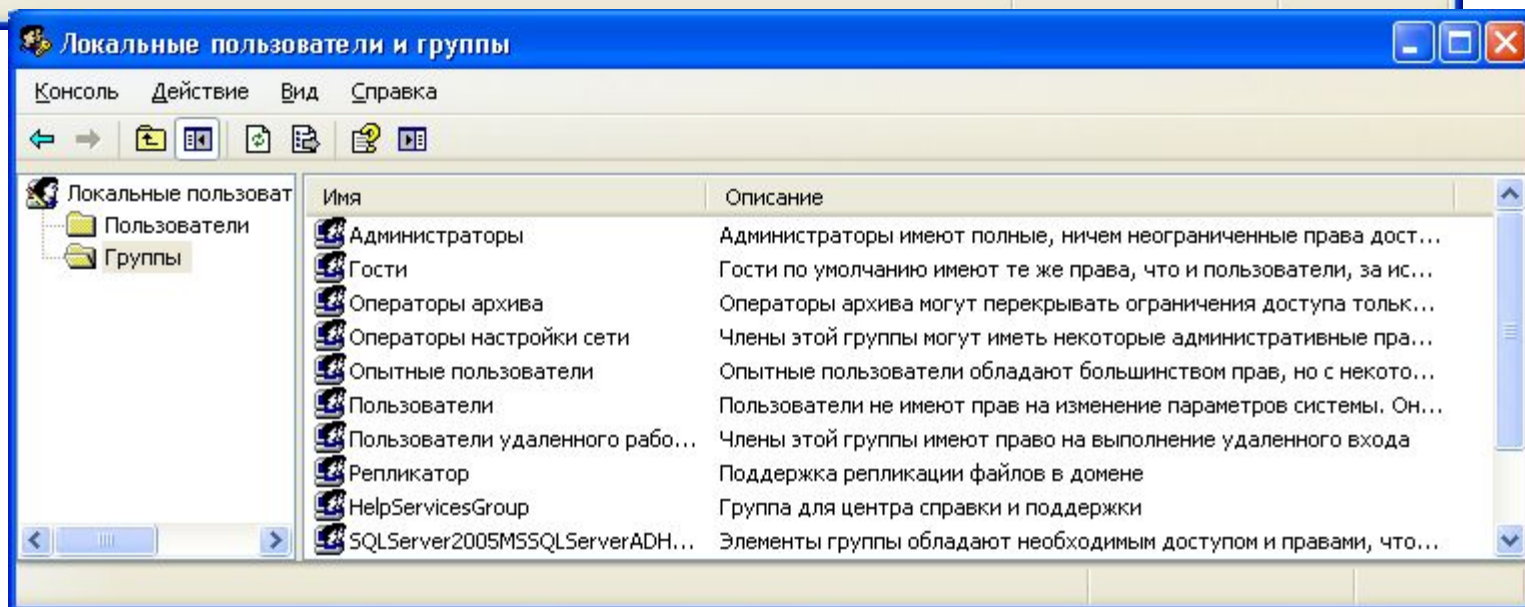 Локальные пользователи и группы
Консоль Действие Вид Справка
Локальные пользоват
Пользователи
Группы
Имя Описание
Администраторы Администраторы имеют полные, ничем неограниченные права дост...
Гости Гости по умолчанию имеют те же права, что и пользователи, за ис...
Операторы архива Операторы архива могут перекрывать ограничения доступа тольк...
Операторы настройки сети Члены этой группы могут иметь некоторые административные пра...
Опытные пользователи Опытные пользователи обладают большинством прав, но с некото...
Пользователи Пользователи не имеют прав на изменение параметров системы. Он...
Пользователи удаленного рабо... Члены этой группы имеют право на выполнение удаленного входа
Репликатор Поддержка репликации файлов в домене
HelpServicesGroup Группа для центра справки и поддержки
SQLServer2005MSSQLServerADH... Элементы группы обладают необходимым доступом и правами, что...